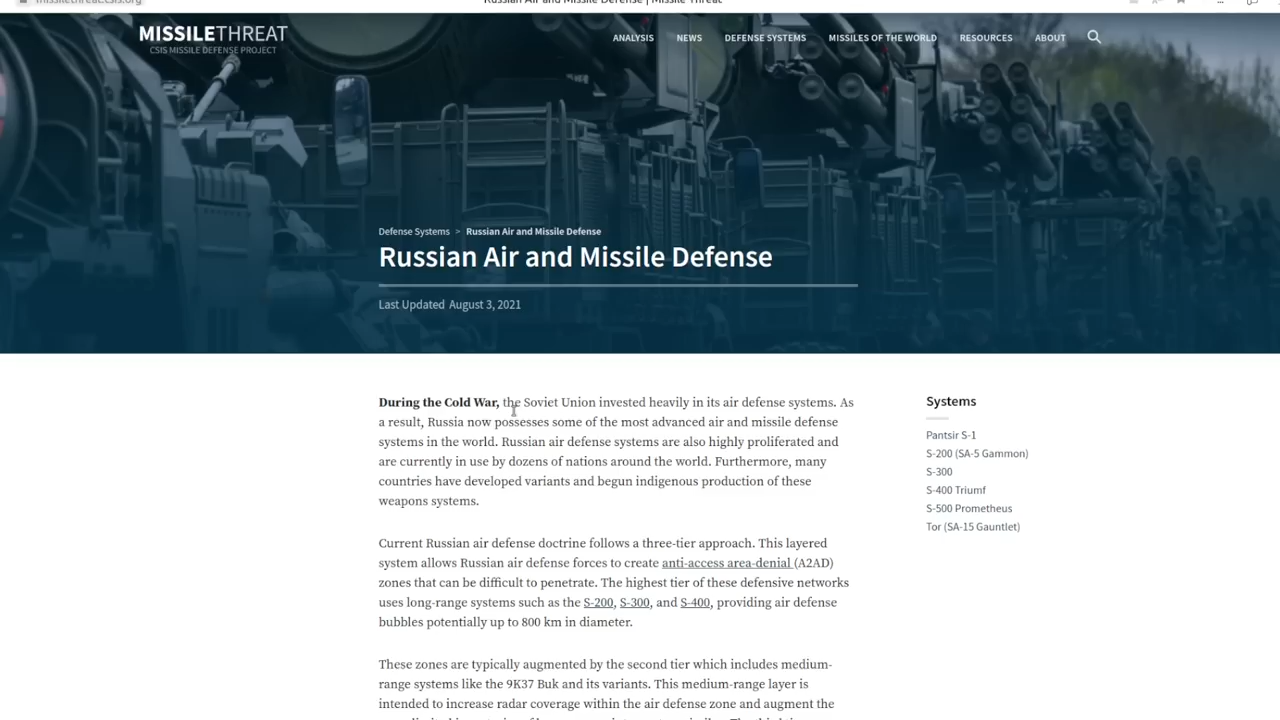 missilethreat.csis.org
Russian Air and Missile Defense | Missile Threat
MISSILETHREAT
CSIS MISSILE DEFENSE PROJECT
ANALYSIS NEWS DEFENSE SYSTEMS MISSILES OF THE WORLD RESOURCES ABOUT
Defense Systems > Russian Air and Missile Defense
Russian Air and Missile Defense
Last Updated August 3, 2021
During the Cold War, the Soviet Union invested heavily in its air defense systems. As
a result, Russia now possesses some of the most advanced air and missile defense
systems in the world. Russian air defense systems are also highly proliferated and
are currently in use by dozens of nations around the world. Furthermore, many
countries have developed variants and begun indigenous production of these
weapons systems.
Current Russian air defense doctrine follows a three-tier approach. This layered
system allows Russian air defense forces to create anti-access area-denial (A2AD)
zones that can be difficult to penetrate. The highest tier of these defensive networks
uses long-range systems such as the S-200, S-300, and S-400, providing air defense
bubbles potentially up to 800 km in diameter.
These zones are typically augmented by the second tier which includes medium-
range systems like the 9K37 Buk and its variants. This medium-range layer is
intended to increase radar coverage within the air defense zone and augment the
Systems
Pantsir S-1
S-200 (SA-5 Gammon)
S-300
S-400 Triumf
S-500 Prometheus
Tor (SA-15 Gauntlet)